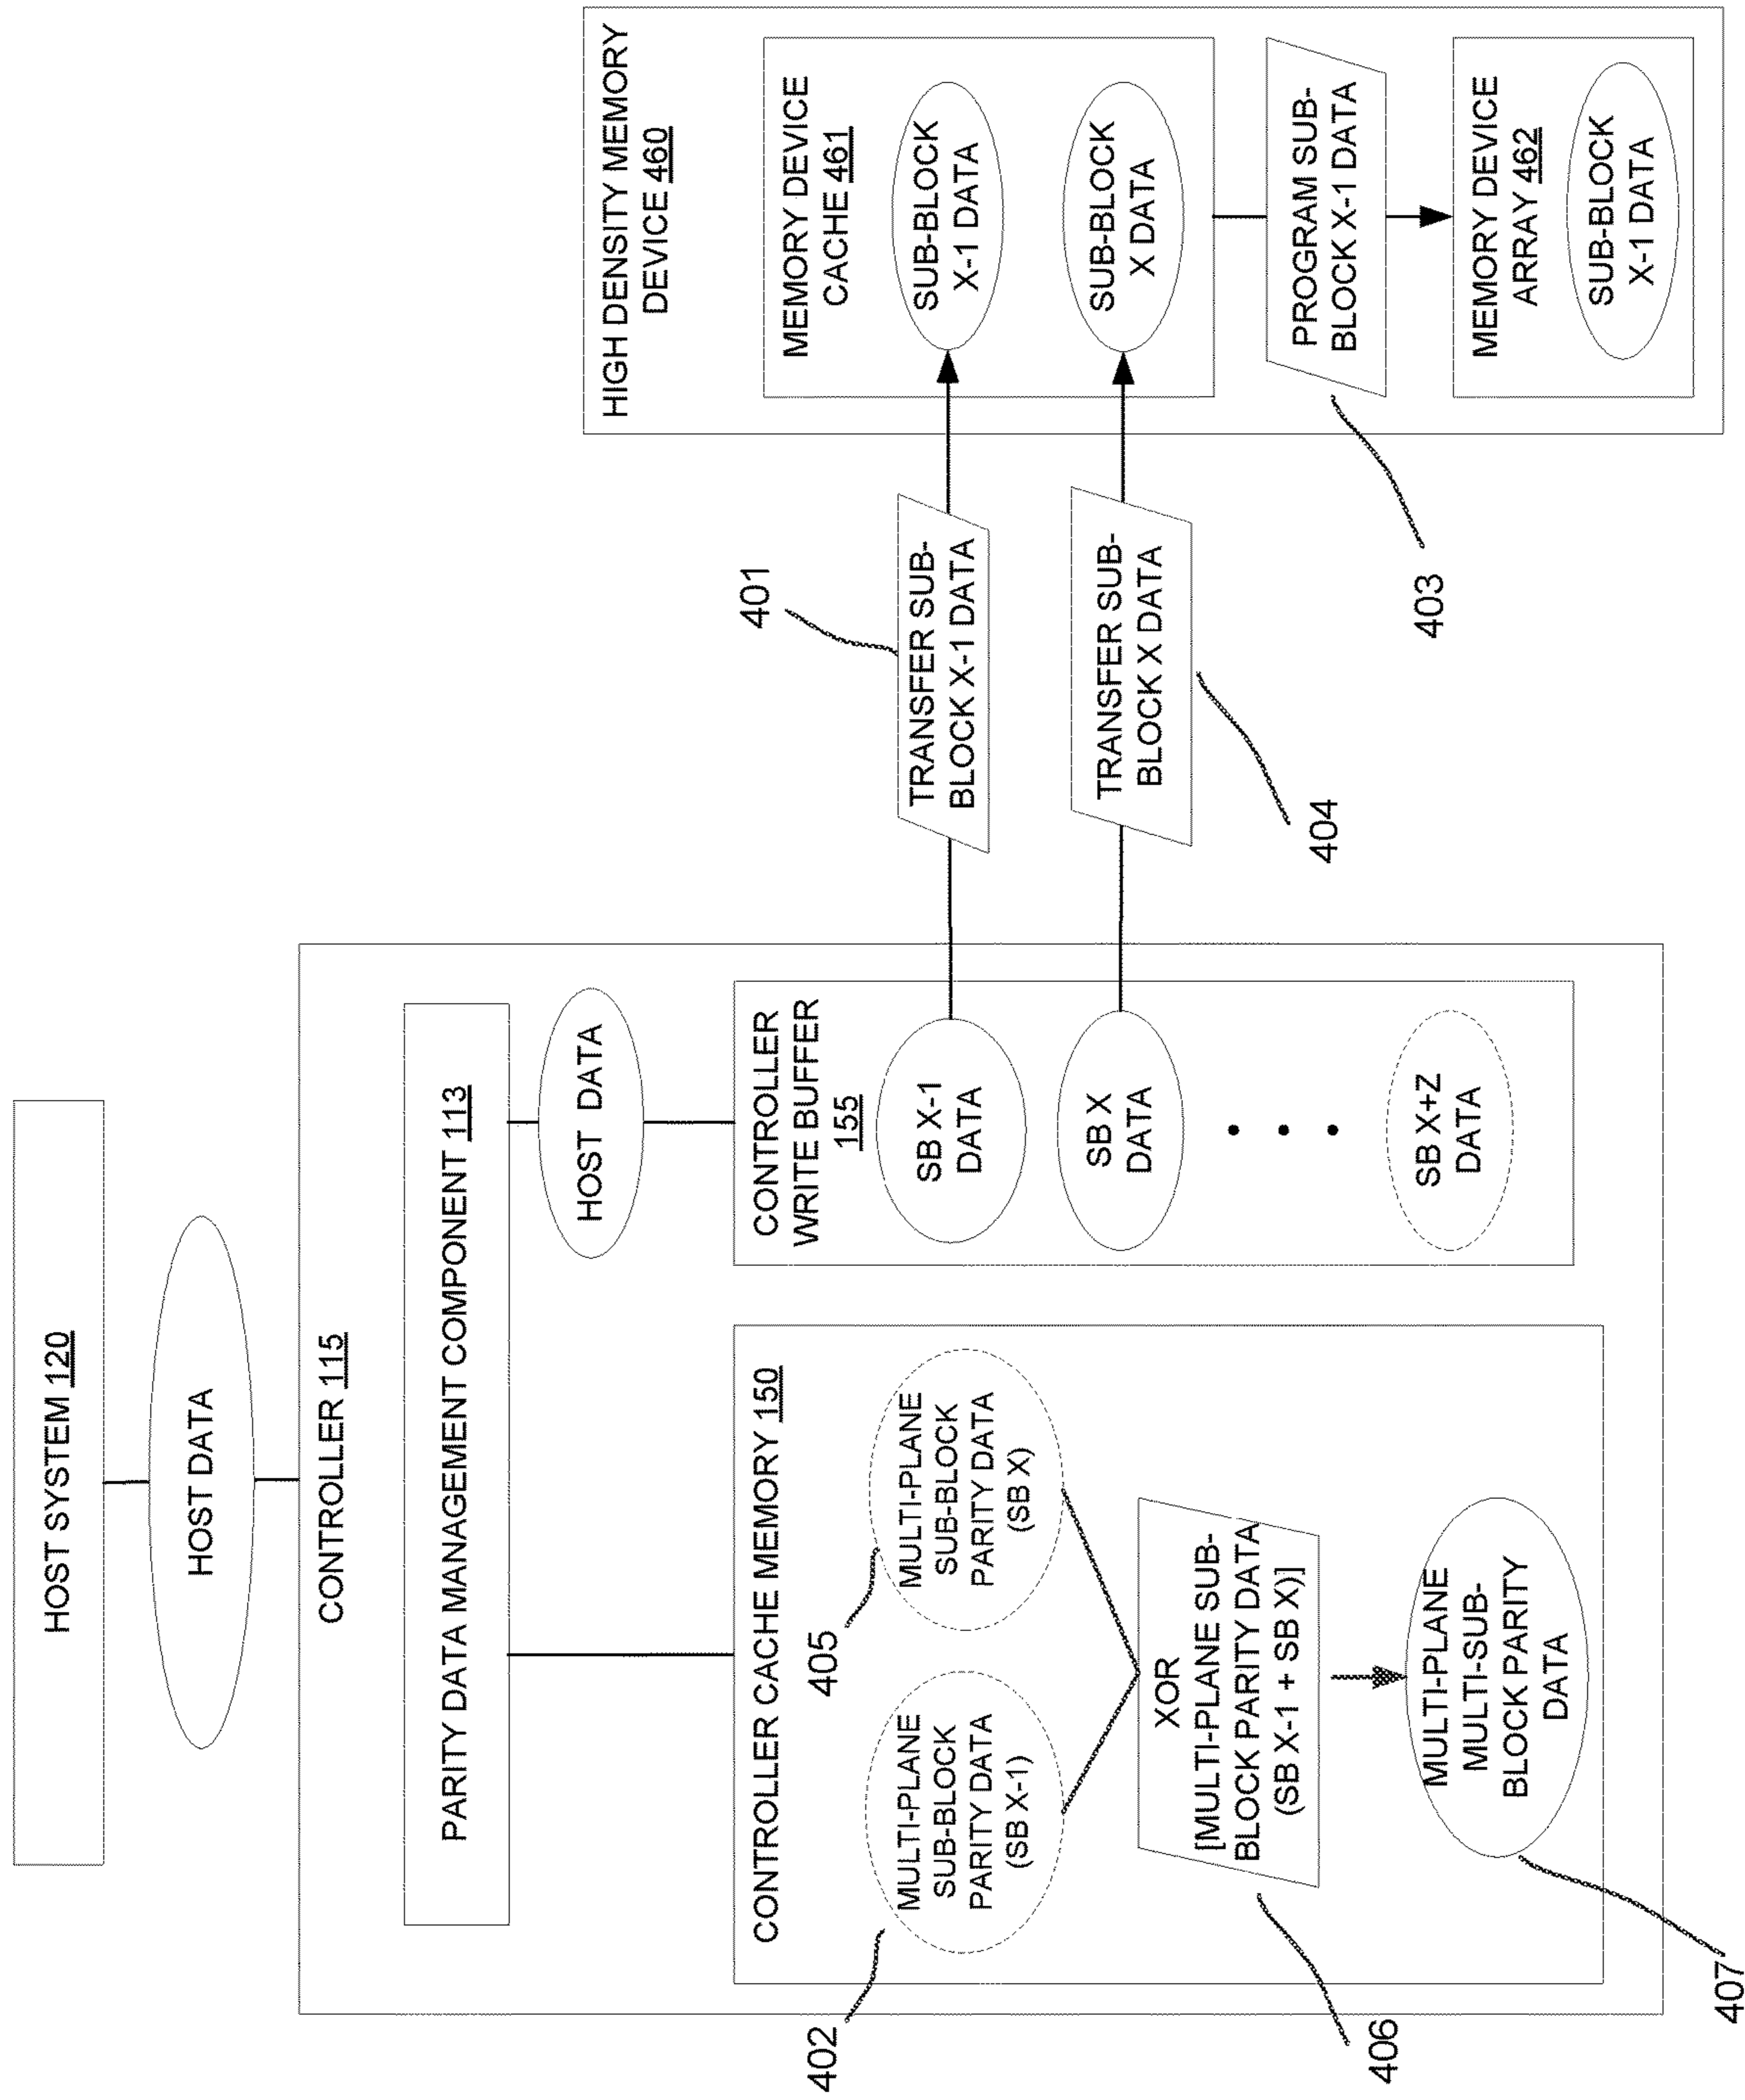 HOST SYSTEM 120
HOST DATA
CONTROLLER 115
PARITY DATA MANAGEMENT COMPONENT 113
HOST DATA
CONTROLLER CACHE MEMORY 150
MULTI-PLANE
SUB-BLOCK
PARITY DATA
(SB X-1)
402
MULTI-PLANE
SUB-BLOCK
PARITY DATA
(SB X)
405
XOR
[MULTI-PLANE SUB-
BLOCK PARITY DATA
(SB X-1 + SB X)]
406
MULTI-PLANE
MULTI-SUB-
BLOCK PARITY
DATA
407
CONTROLLER
WRITE BUFFER
155
SB X-1
DATA
SB X
DATA
SB X+Z
DATA
401
TRANSFER SUB-
BLOCK X-1 DATA
TRANSFER SUB-
BLOCK X DATA
404
HIGH DENSITY MEMORY
DEVICE 460
MEMORY DEVICE
CACHE 461
SUB-BLOCK
X-1 DATA
SUB-BLOCK
X DATA
PROGRAM SUB-
BLOCK X-1 DATA
403
MEMORY DEVICE
ARRAY 462
SUB-BLOCK
X-1 DATA